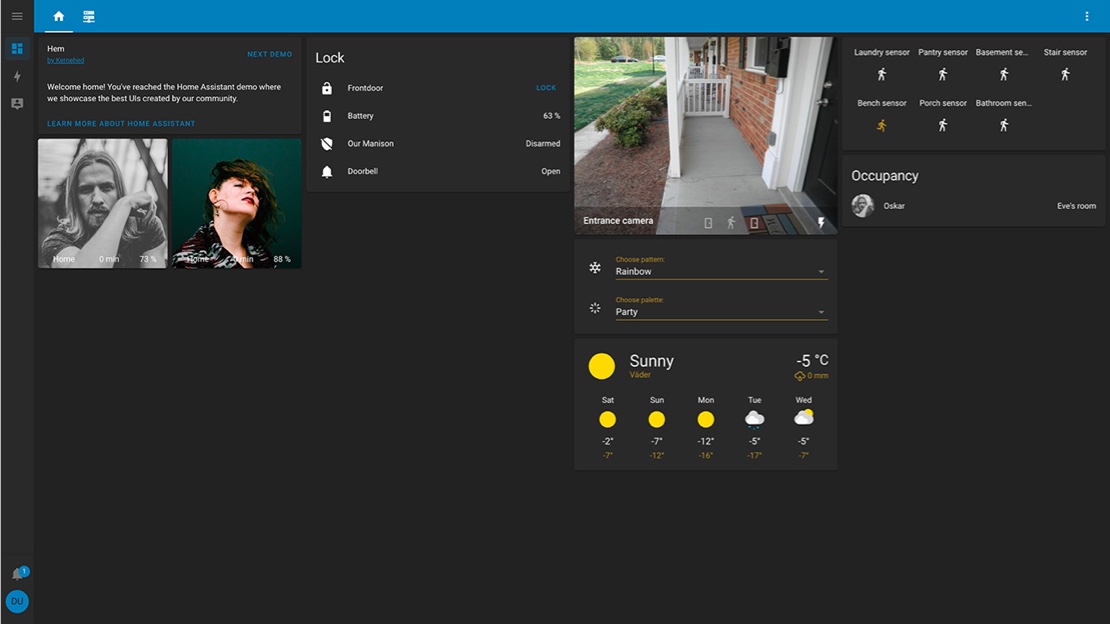 Hem
NEXT DEMO
by Kernehed
Welcome home! You've reached the Home Assistant demo where
we showcase the best UIs created by our community.
LEARN MORE ABOUT HOME ASSISTANT
Home 0 min 73 %
Home 0 min 88 %
Lock
Frontdoor LOCK
Battery 63 %
Our Manison Disarmed
Doorbell Open
Entrance camera
Choose pattern:
Rainbow
Choose palette:
Party
Sunny -5 °C
Väder 0 mm
Sat Sun Mon Tue Wed
-2° -7° -12° -5° -5°
-7° -12° -16° -17° -7°
Laundry sensor Pantry sensor Basement se... Stair sensor
Bench sensor Porch sensor Bathroom sen...
Occupancy
Oskar Eve's room
1
DU